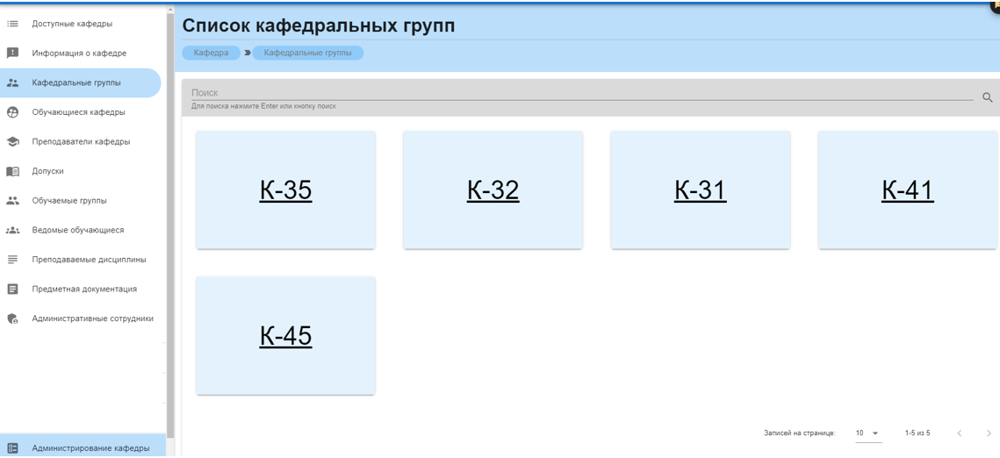 Доступные кафедры
Информация о кафедре
Кафедральные группы
Обучающиеся кафедры
Преподаватели кафедры
Допуски
Обучаемые группы
Ведомые обучающиеся
Преподаваемые дисциплины
Предметная документация
Административные сотрудники
Администрирование кафедры
Список кафедральных групп
Кафедра Кафедральные группы
Поиск
Для поиска нажмите Enter или кнопку поиск
К-35 К-32 К-31 К-41
К-45
Записей на странице: 10 1-5 из 5